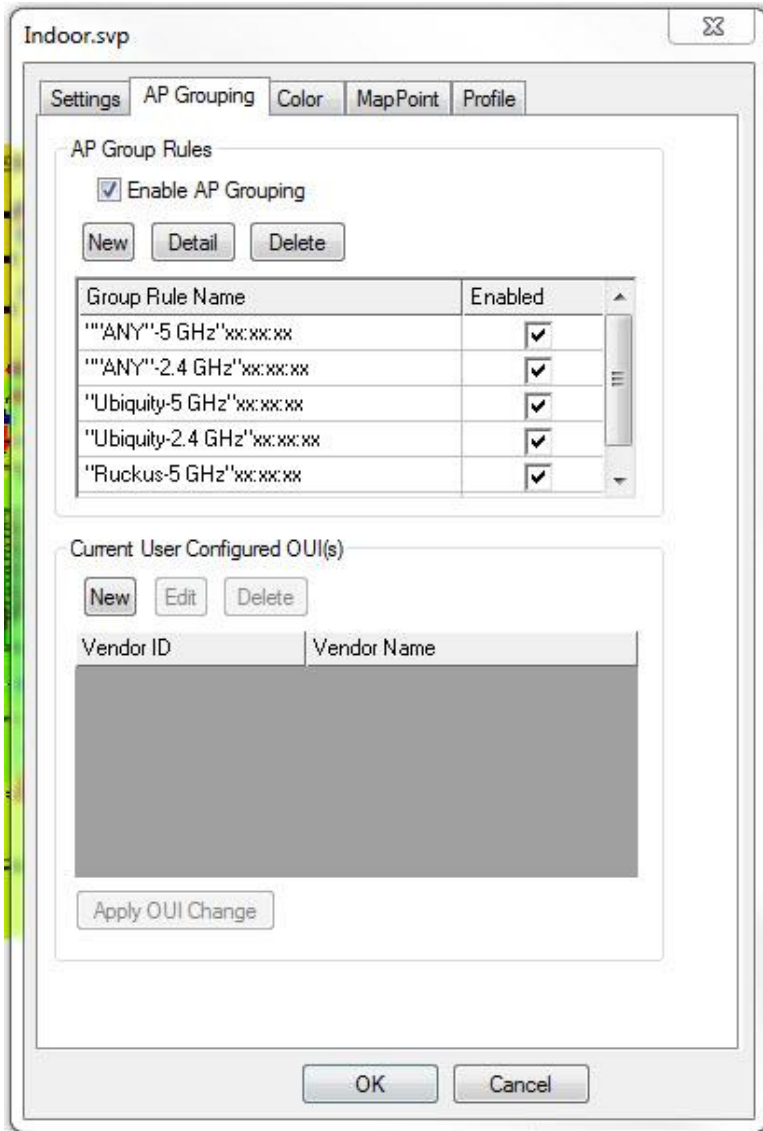 Indoor.svp
Settings AP Grouping Color MapPoint Profile
AP Group Rules
Enable AP Grouping
New Detail Delete
Group Rule Name Enabled
""ANY"-5 GHz"xx:xx:xx
""ANY"-2.4 GHz"xx:xx:xx
"Ubiquity-5 GHz"xx:xx:xx
"Ubiquity-2.4 GHz"xx:xx:xx
"Ruckus-5 GHz"xx:xx:xx
Current User Configured OUI(s)
New Edit Delete
Vendor ID Vendor Name
Apply OUI Change
OK Cancel